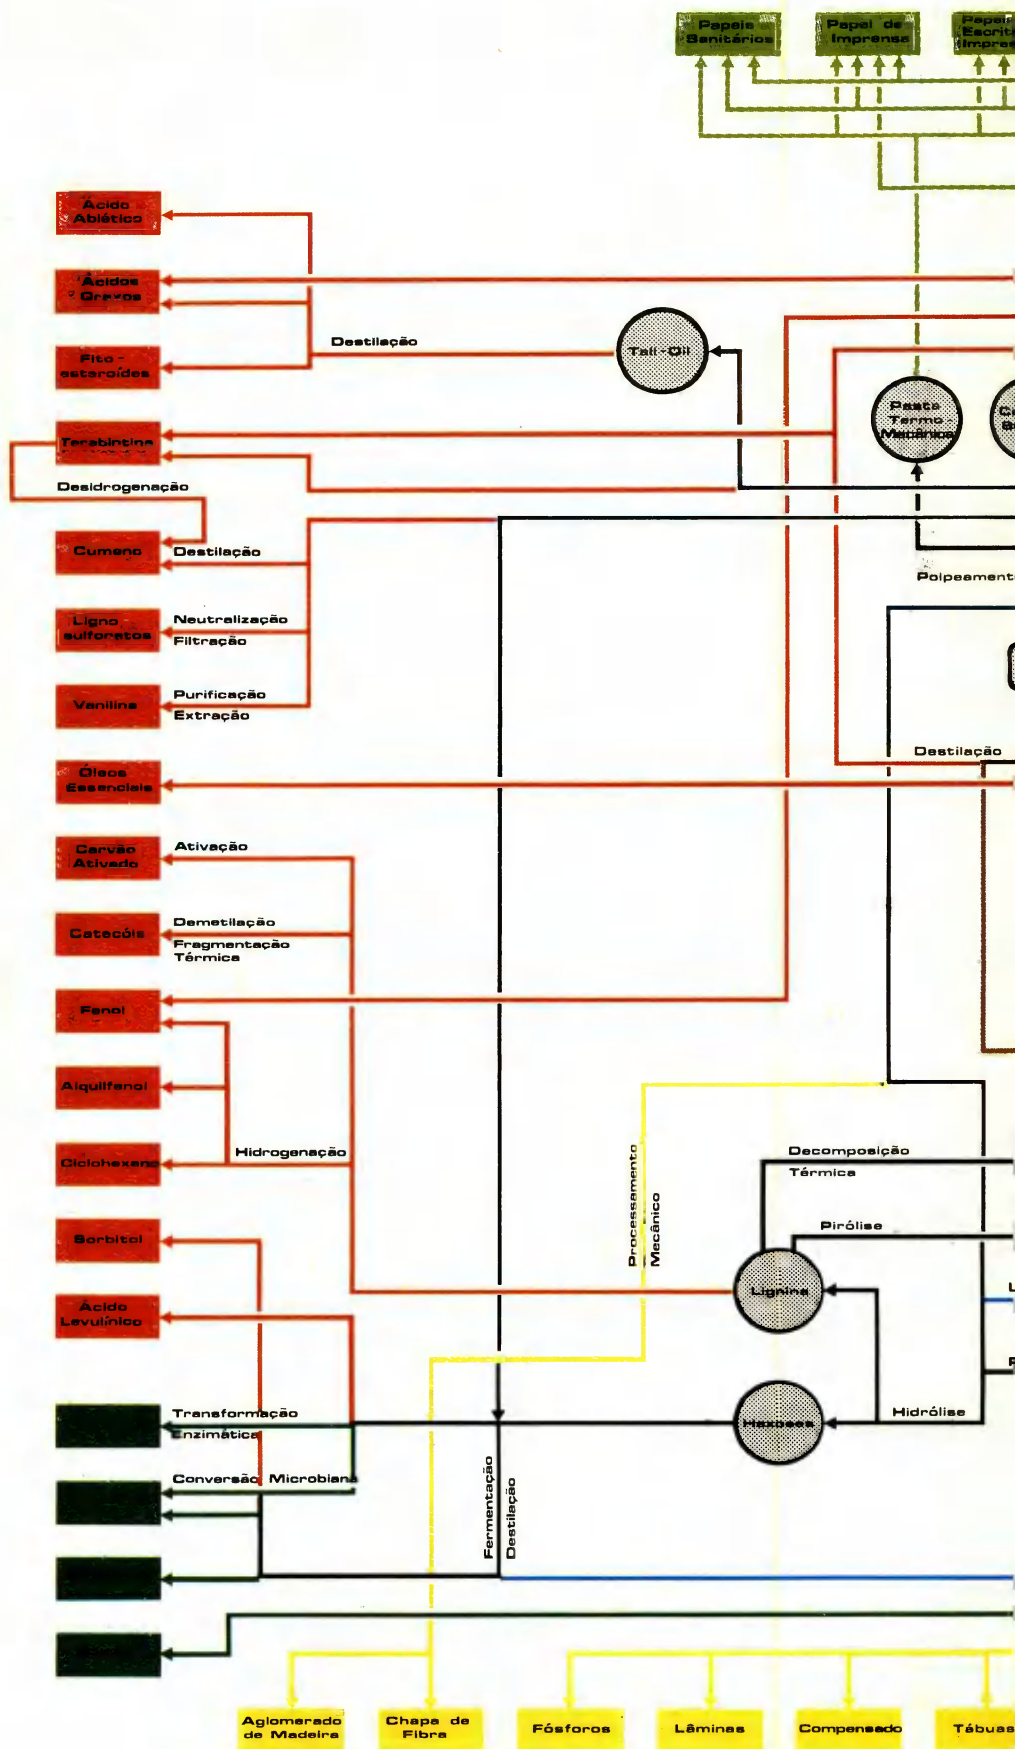 Papeis
Sanitários
Papel de
Imprensa
Ácido
Abiético
Ácidos
Graxos
Fito-
esteroídes
Destilação
Tall-Oil
Pasta
Termo
Mecânica
Terebintina
Desidrogenação
Cumeno
Destilação
Polpeamento
Ligno
sulfonatos
Neutralização
Filtração
Vanilina
Purificação
Extração
Destilação
Óleos
Essenciais
Carvão
Ativado
Ativação
Catecóis
Demetilação
Fragmentação
Térmica
Fenol
Alquilfenol
Ciclohexano
Hidrogenação
Processamento
Mecânico
Decomposição
Térmica
Pirólise
Sorbitol
Lignina
Ácido
Levulínico
Transformação
Enzimática
Hexoses
Hidrólise
Conversão Microbiana
Fermentação
Destilação
Aglomerado
de Madeira
Chapa de
Fibra
Fósforos
Lâminas
Compensado
Tábuas